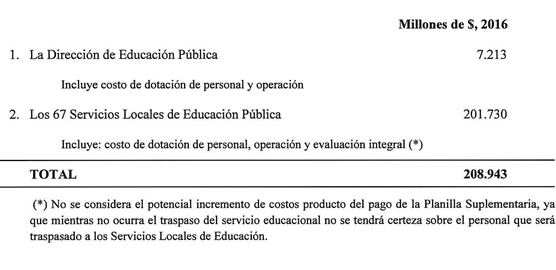 Millones de $, 2016
1. La Dirección de Educación Pública 7.213
Incluye costo de dotación de personal y operación
2. Los 67 Servicios Locales de Educación Pública 201.730
Incluye: costo de dotación de personal, operación y evaluación integral (*)
TOTAL 208.943
(*) No se considera el potencial incremento de costos producto del pago de la Planilla Suplementaria, ya
que mientras no ocurra el traspaso del servicio educacional no se tendrá certeza sobre el personal que será
traspasado a los Servicios Locales de Educación.